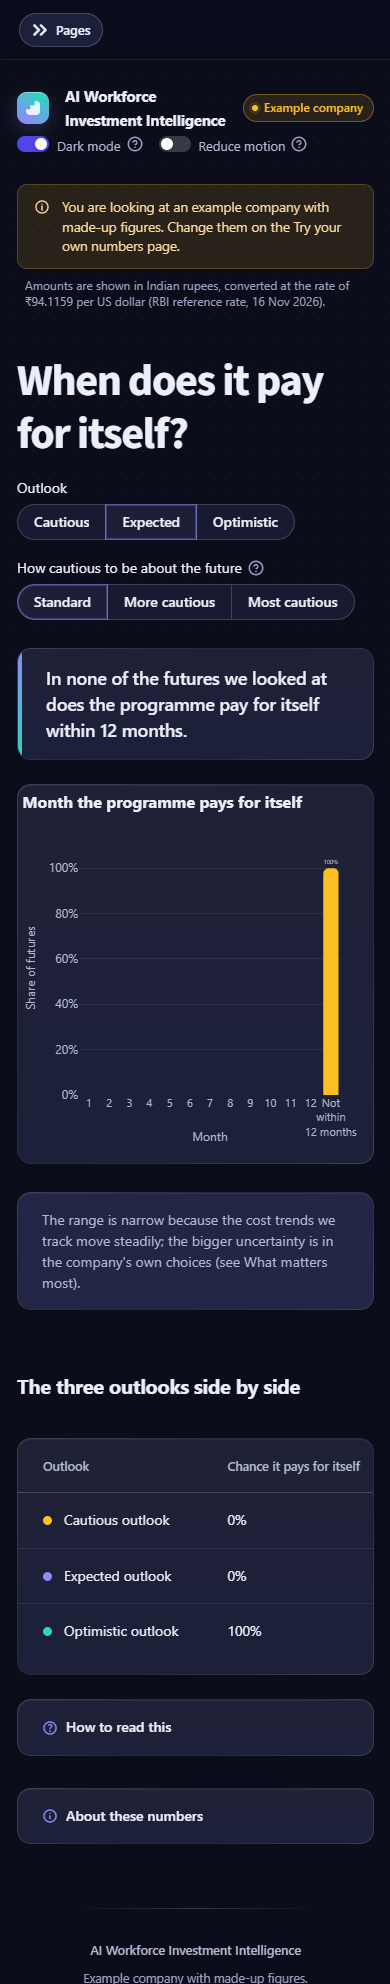 Pages
AI Workforce
Investment Intelligence
Example company
Dark mode
Reduce motion
You are looking at an example company with
made-up figures. Change them on the Try your
own numbers page.
Amounts are shown in Indian rupees, converted at the rate of
₹94.1159 per US dollar (RBI reference rate, 16 Nov 2026).
When does it pay
for itself?
Outlook
Cautious Expected Optimistic
How cautious to be about the future
Standard More cautious Most cautious
In none of the futures we looked at
does the programme pay for itself
within 12 months.
Month the programme pays for itself
100%
100%
80%
60%
40%
20%
0%
Share of futures
1 2 3 4 5 6 7 8 9 10 11 12 Not
within
12 months
Month
The range is narrow because the cost trends we
track move steadily; the bigger uncertainty is in
the company's own choices (see What matters
most).
The three outlooks side by side
Outlook Chance it pays for itself
Cautious outlook 0%
Expected outlook 0%
Optimistic outlook 100%
How to read this
About these numbers
AI Workforce Investment Intelligence
Example company with made-up figures.